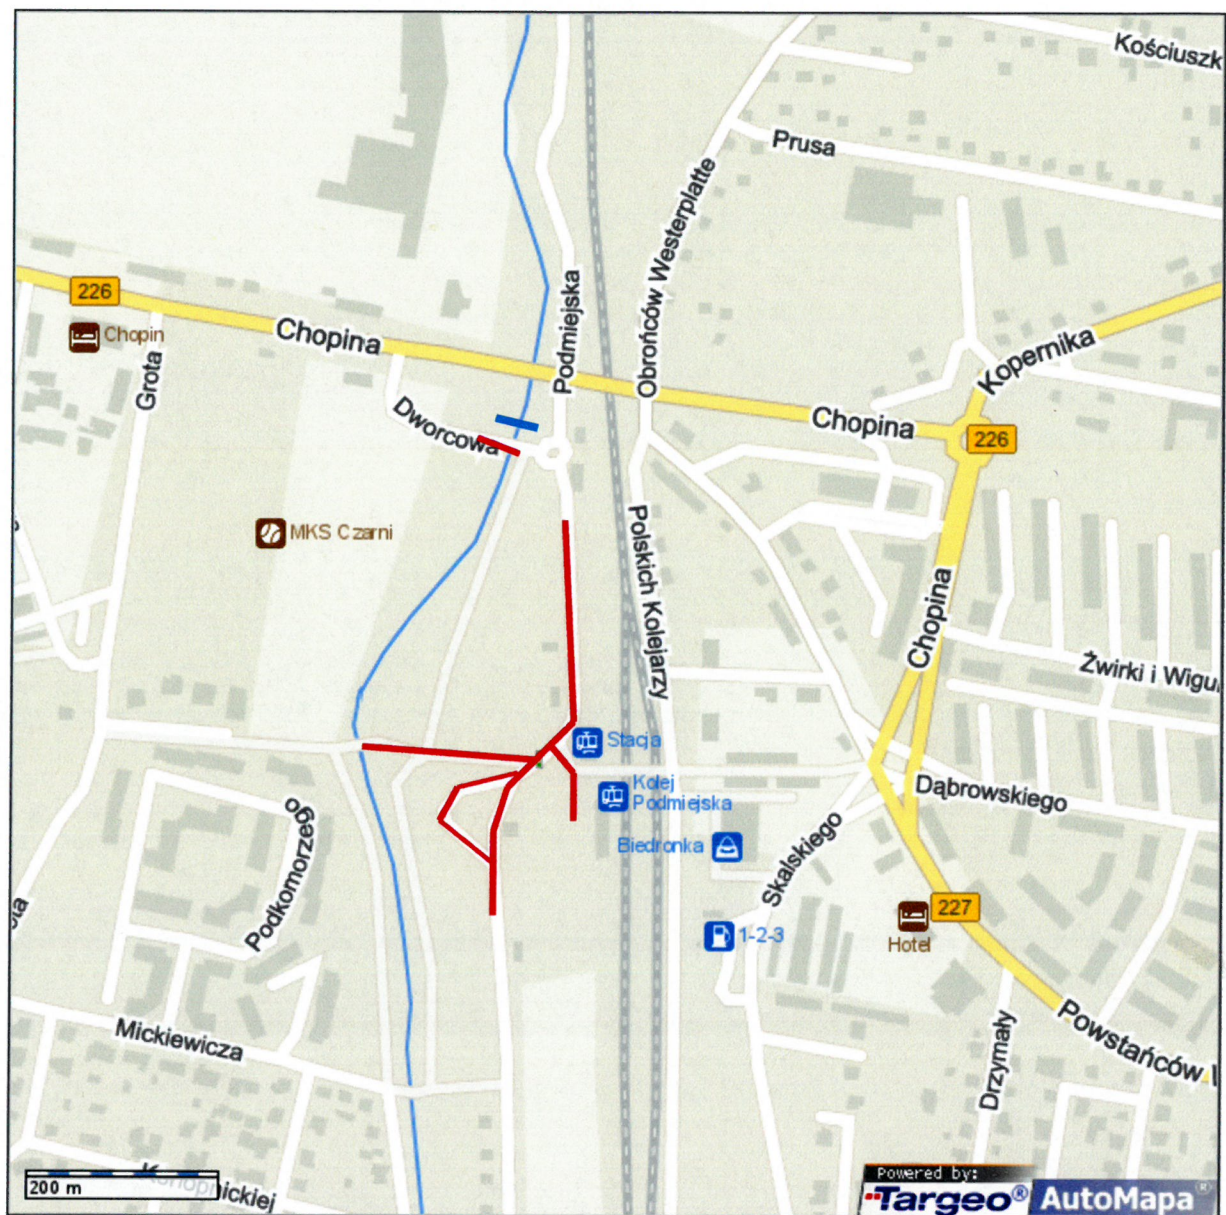 Kościuszk
Prusa
Obrońców Westerplatte
226
Chopin
Chopina
Podmiejska
Grota
Kopernika
Dworcowa
Chopina
226
MKS Czarni
Polskich Kolejarzy
Chopina
Żwirki i Wigu
Stacja
Kolej
Podmiejska
Dąbrowskiego
Podkomorzego
Biedronka
Skalskiego
ota
227
1-2-3
Hotel
Mickiewicza
Drzymały
Powstańców W
Konopnickiej
200 m
Powered by:
Targeo® AutoMapa®